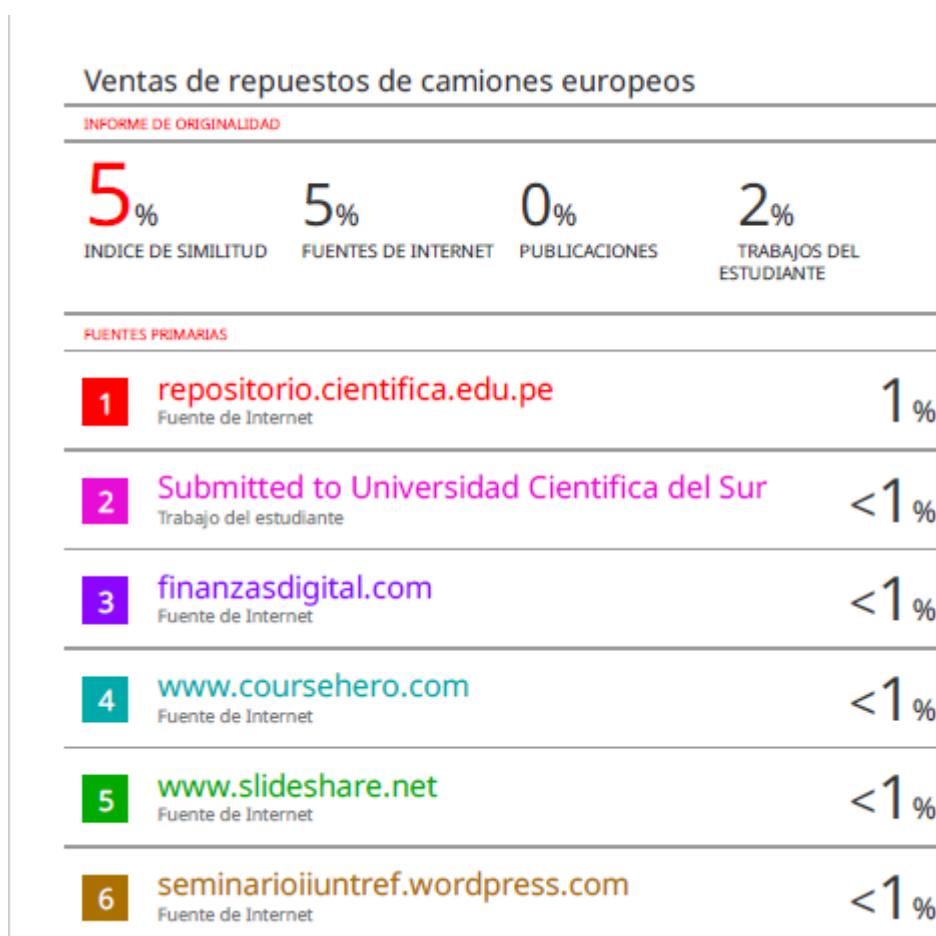 Ventas de repuestos de camiones europeos
INFORME DE ORIGINALIDAD
5%
5%
0%
2%
INDICE DE SIMILITUD
FUENTES DE INTERNET
PUBLICACIONES
TRABAJOS DEL
ESTUDIANTE
FUENTES PRIMARIAS
1
repositorio.cientifica.edu.pe
Fuente de Internet
1%
2
Submitted to Universidad Cientifica del Sur
Trabajo del estudiante
<1%
3
finanzasdigital.com
Fuente de Internet
<1%
4
www.coursehero.com
Fuente de Internet
<1%
5
www.slideshare.net
Fuente de Internet
<1%
6
seminarioiiuntref.wordpress.com
Fuente de Internet
<1%